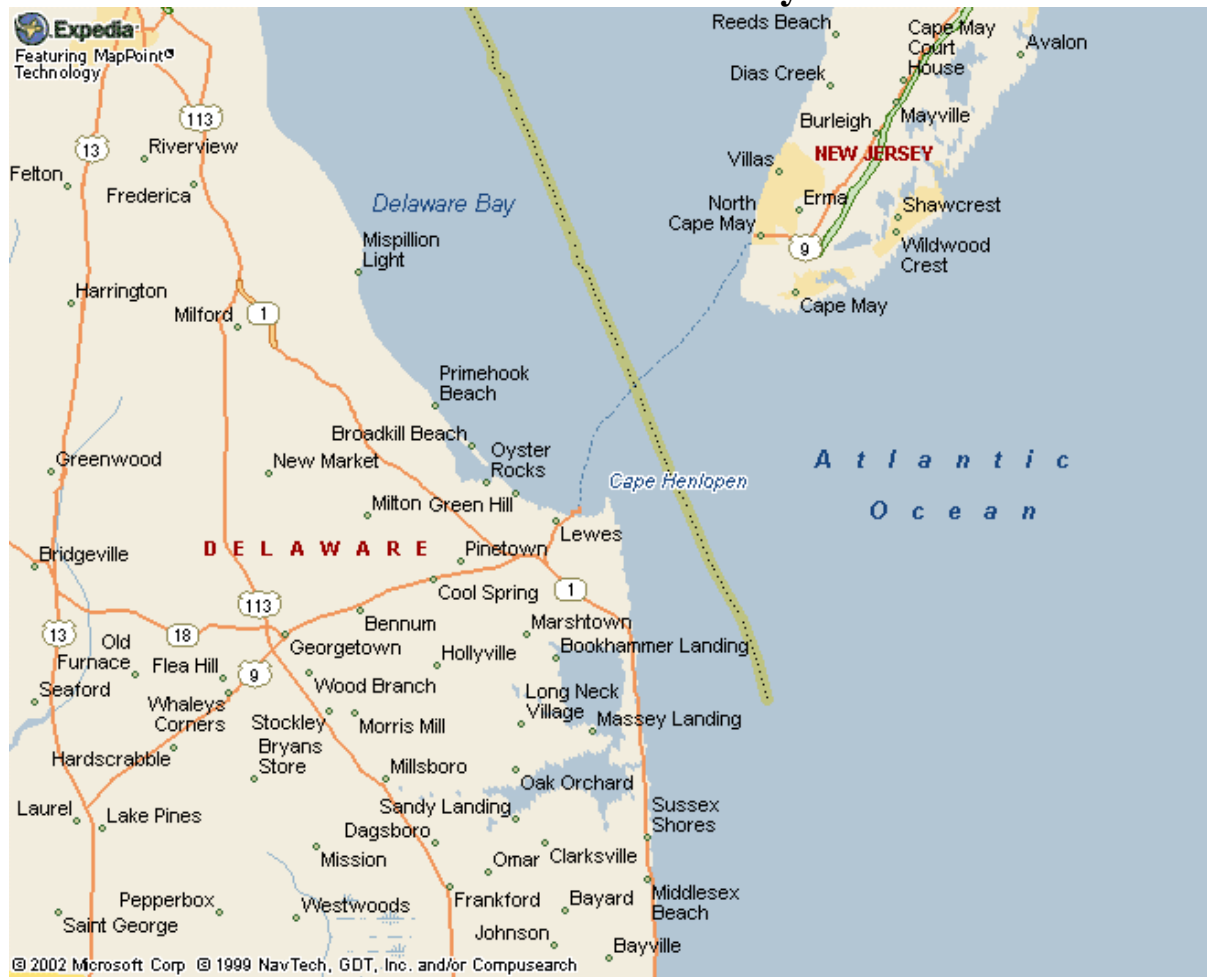 Expedia
Featuring MapPoint®
Technology
Reeds Beach
Cape May
Court
House
Avalon
Dias Creek
113
Burleigh
Mayville
13
Riverview
Villas
NEW JERSEY
Felton
Frederica
Delaware Bay
North
Cape May
Erma
Shawcrest
Mispillion
Light
9
Wildwood
Crest
Harrington
Milford
1
Cape May
Primehook
Beach
Broadkill Beach
Oyster
Rocks
Greenwood
New Market
Atlantic
Ocean
Cape Henlopen
Milton
Green Hill
Lewes
Bridgeville
DELAWARE
Pinetown
Cool Spring
1
113
Bennum
Marshtown
13
18
Old
Furnace
Flea Hill
Georgetown
Hollyville
Bookhammer Landing
9
Wood Branch
Seaford
Whaleys
Corners
Long Neck
Village
Stockley
Morris Mill
Massey Landing
Hardscrabble
Bryans
Store
Millsboro
Oak Orchard
Laurel
Lake Pines
Sandy Landing
Sussex
Shores
Dagsboro
Mission
Omar
Clarksville
Pepperbox
Westwoods
Frankford
Bayard
Middlesex
Beach
Saint George
Johnson
Bayville
© 2002 Microsoft Corp © 1999 NavTech, GDT, Inc. and/or Compusearch